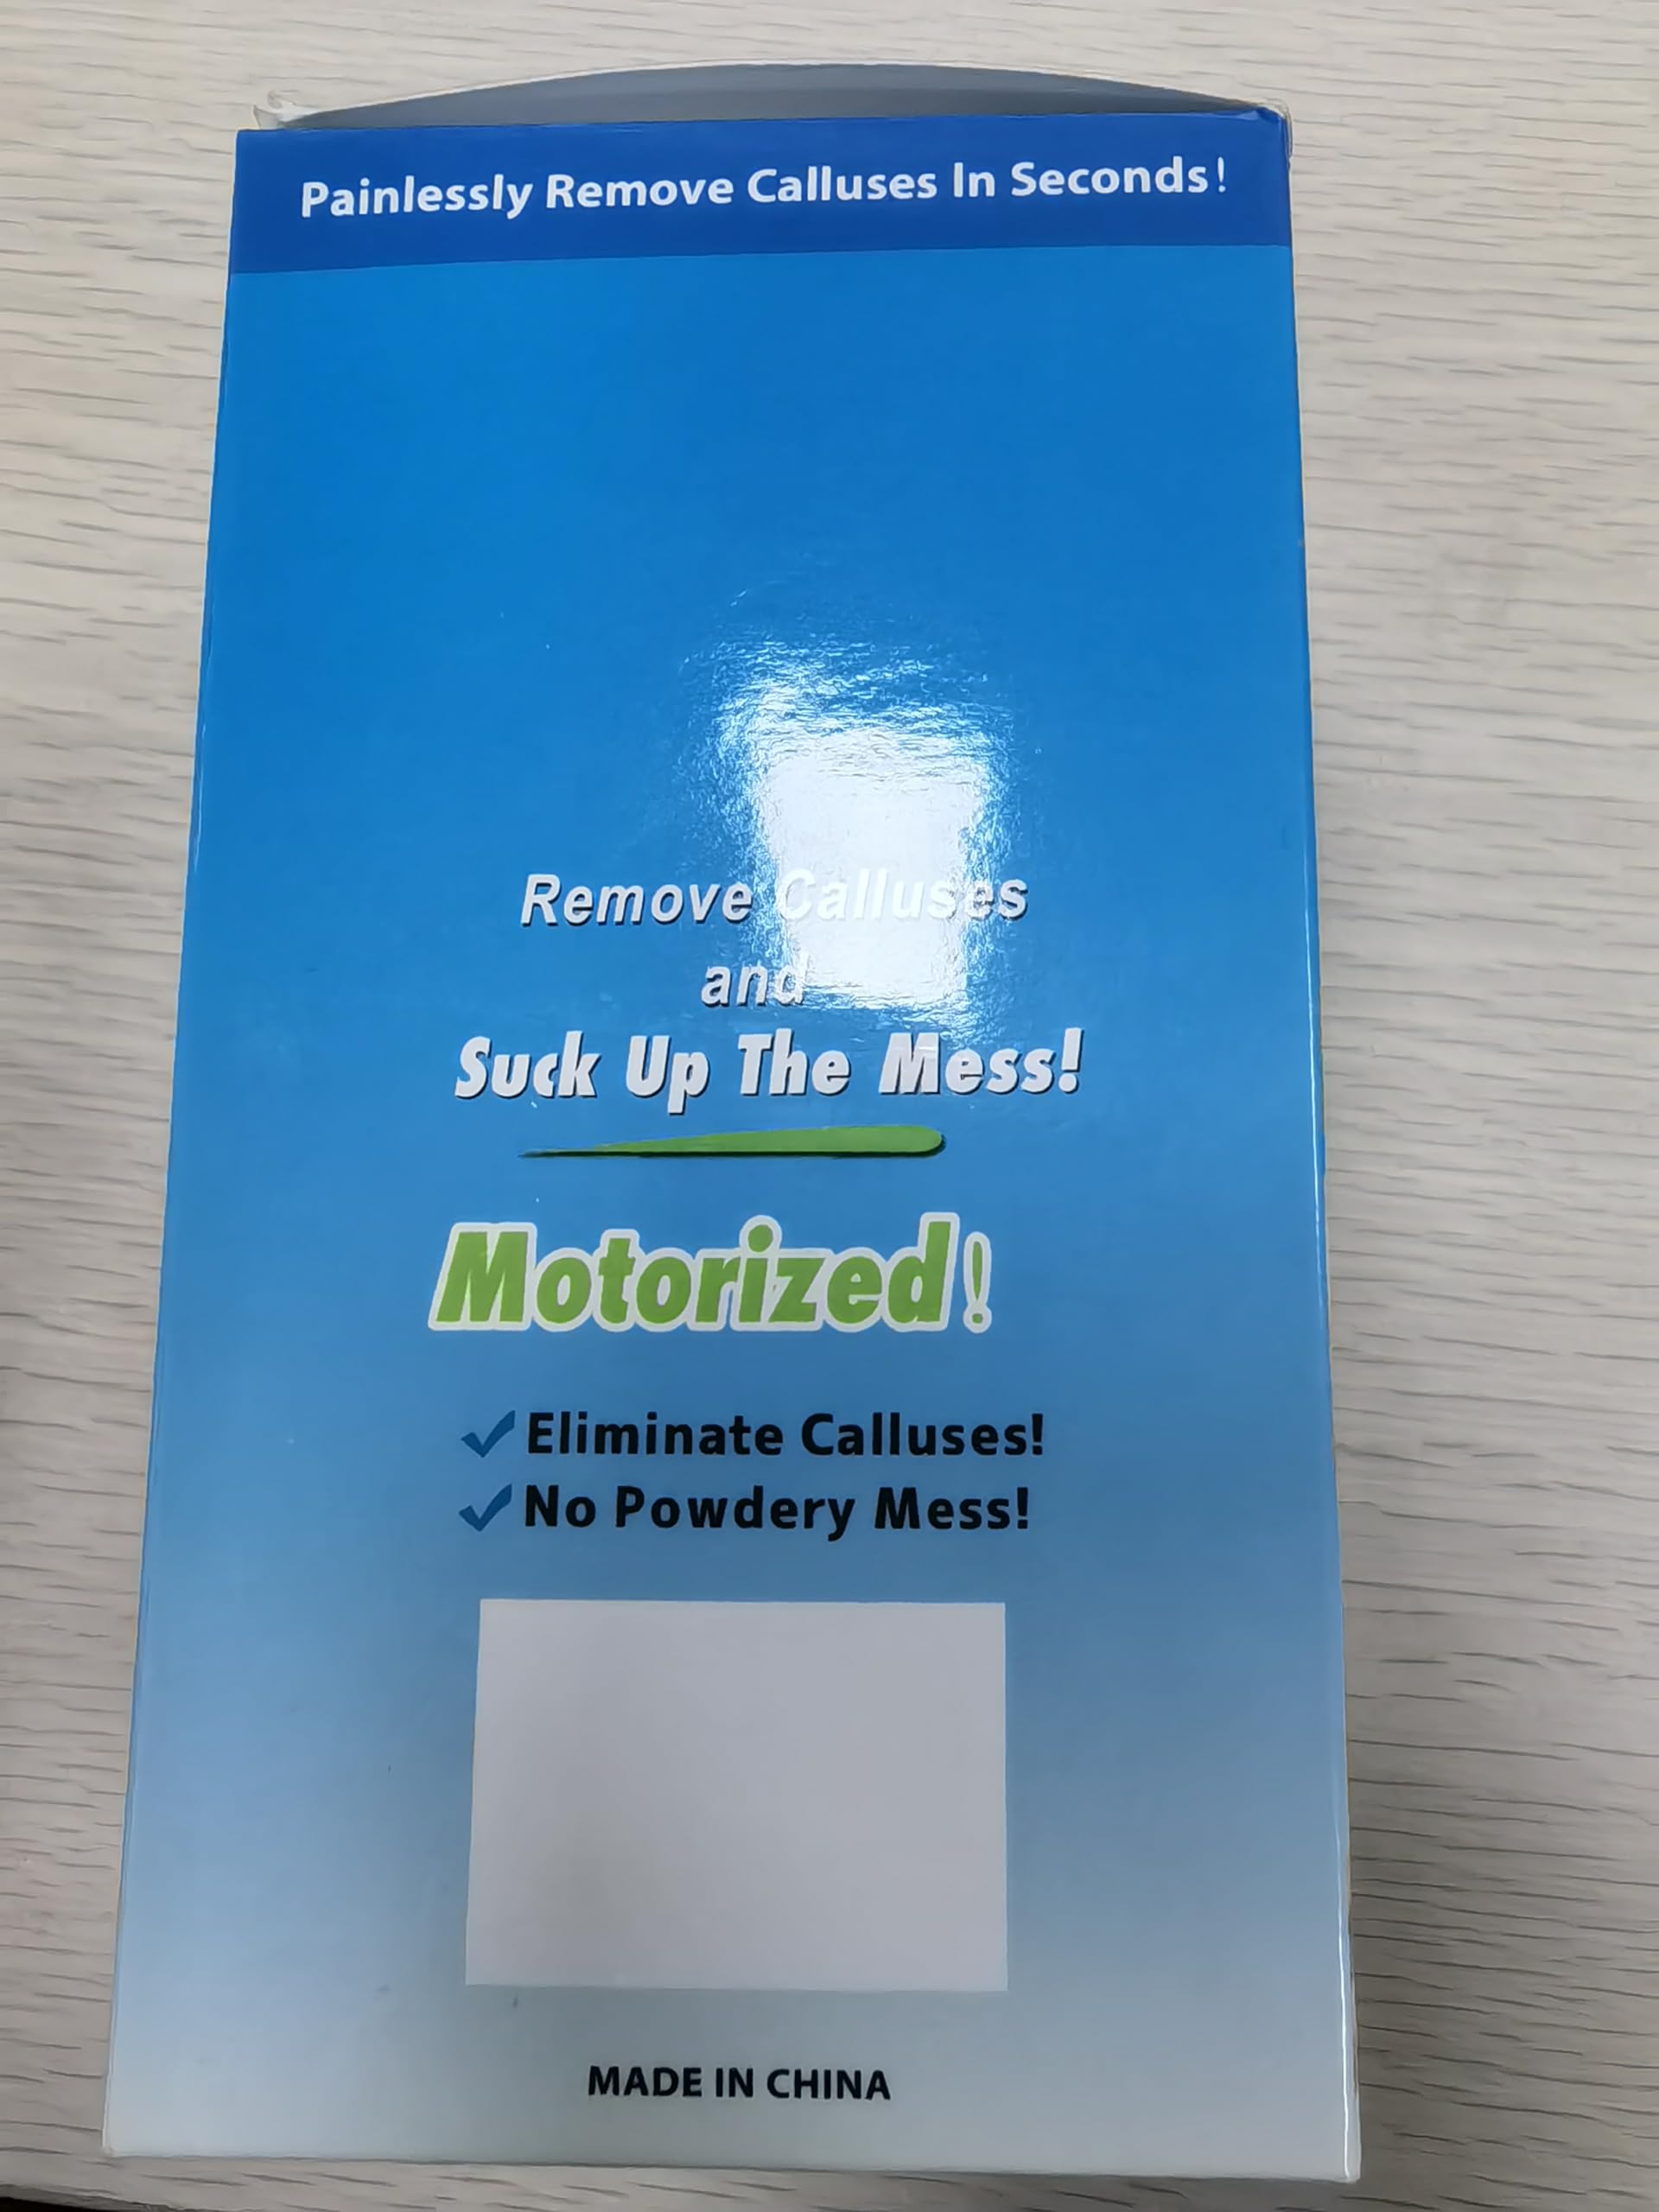 Painlessly Remove Calluses In Seconds!
Remove Calluses
and
Suck Up The Mess!
Motorized!
Eliminate Calluses!
No Powdery Mess!
MADE IN CHINA